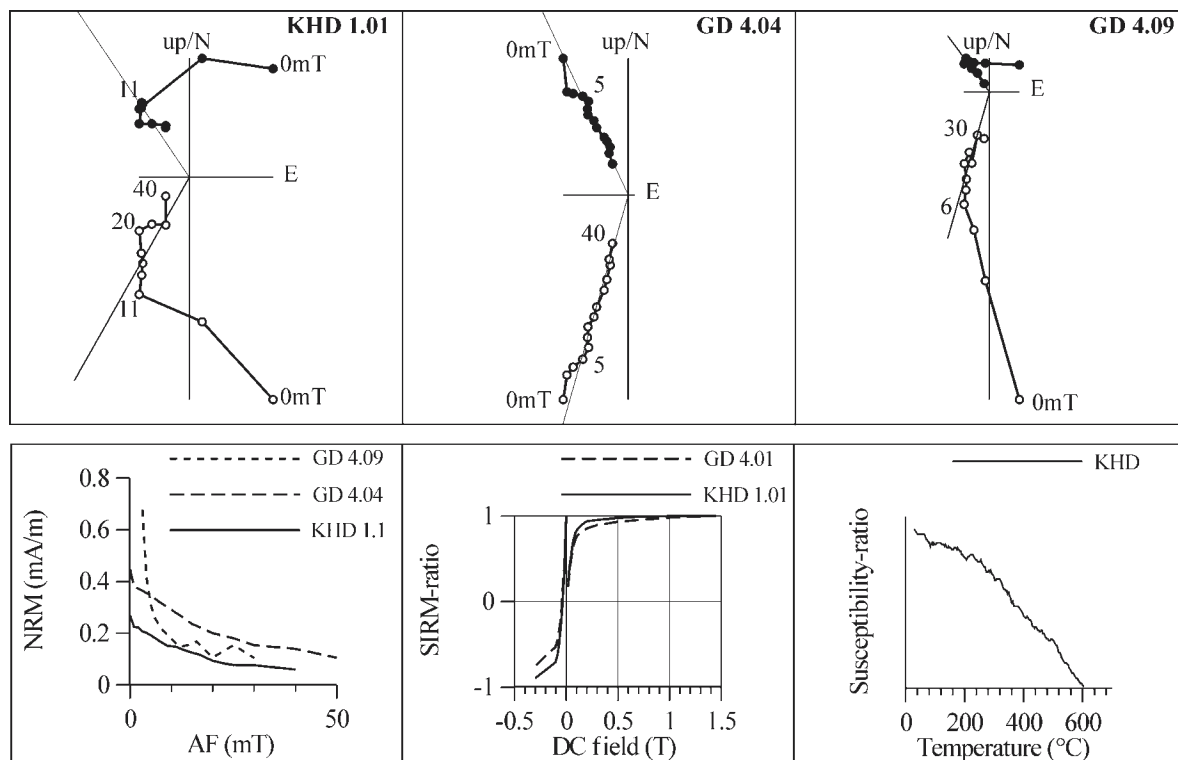 KHD 1.01
up/N
0mT
11
E
40
20
11
0mT
GD 4.04
up/N
0mT
5
E
40
5
0mT
GD 4.09
up/N
E
30
6
0mT
GD 4.09
GD 4.04
KHD 1.1
NRM (mA/m)
0.8
0.6
0.4
0.2
0
0 50
AF (mT)
GD 4.01
KHD 1.01
SIRM-ratio
1
0
-1
-0.5 0 0.5 1 1.5
DC field (T)
KHD
Susceptibility-ratio
0 200 400 600
Temperature (°C)